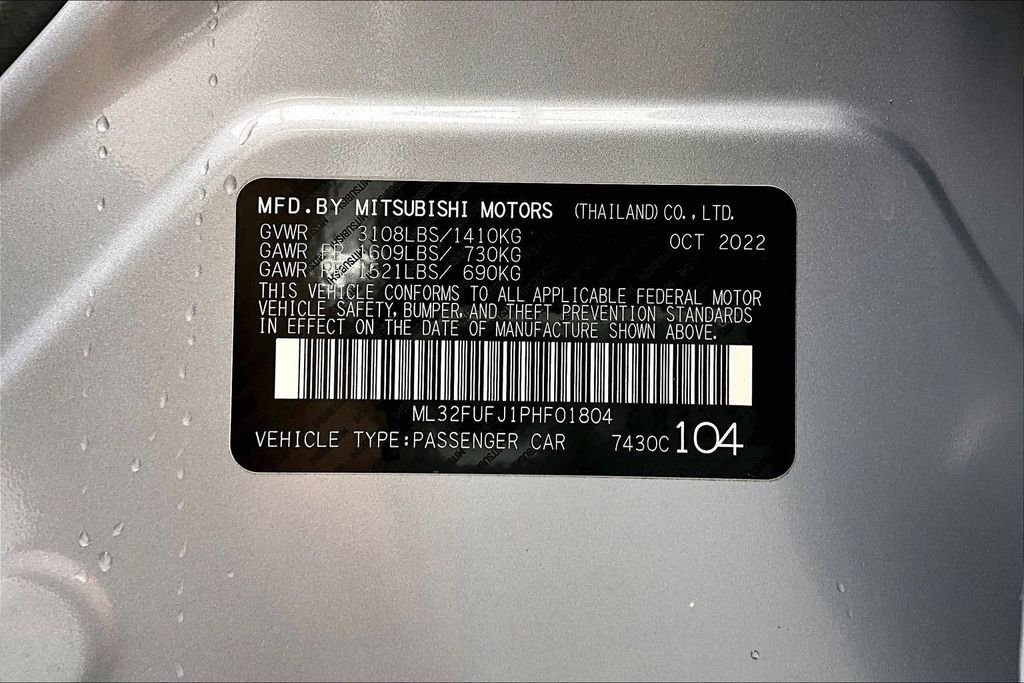 MFD.BY MITSUBISHI MOTORS (THAILAND) CO., LTD.
GVWR 3108LBS/1410KG OCT 2022
GAWR FR 1609LBS/ 730KG
GAWR RR 1521LBS/ 690KG
THIS VEHICLE CONFORMS TO ALL APPLICABLE FEDERAL MOTOR
VEHICLE SAFETY, BUMPER, AND THEFT PREVENTION STANDARDS
IN EFFECT ON THE DATE OF MANUFACTURE SHOWN ABOVE.
ML32FUFJ1PHF01804
VEHICLE TYPE:PASSENGER CAR 7430C 104